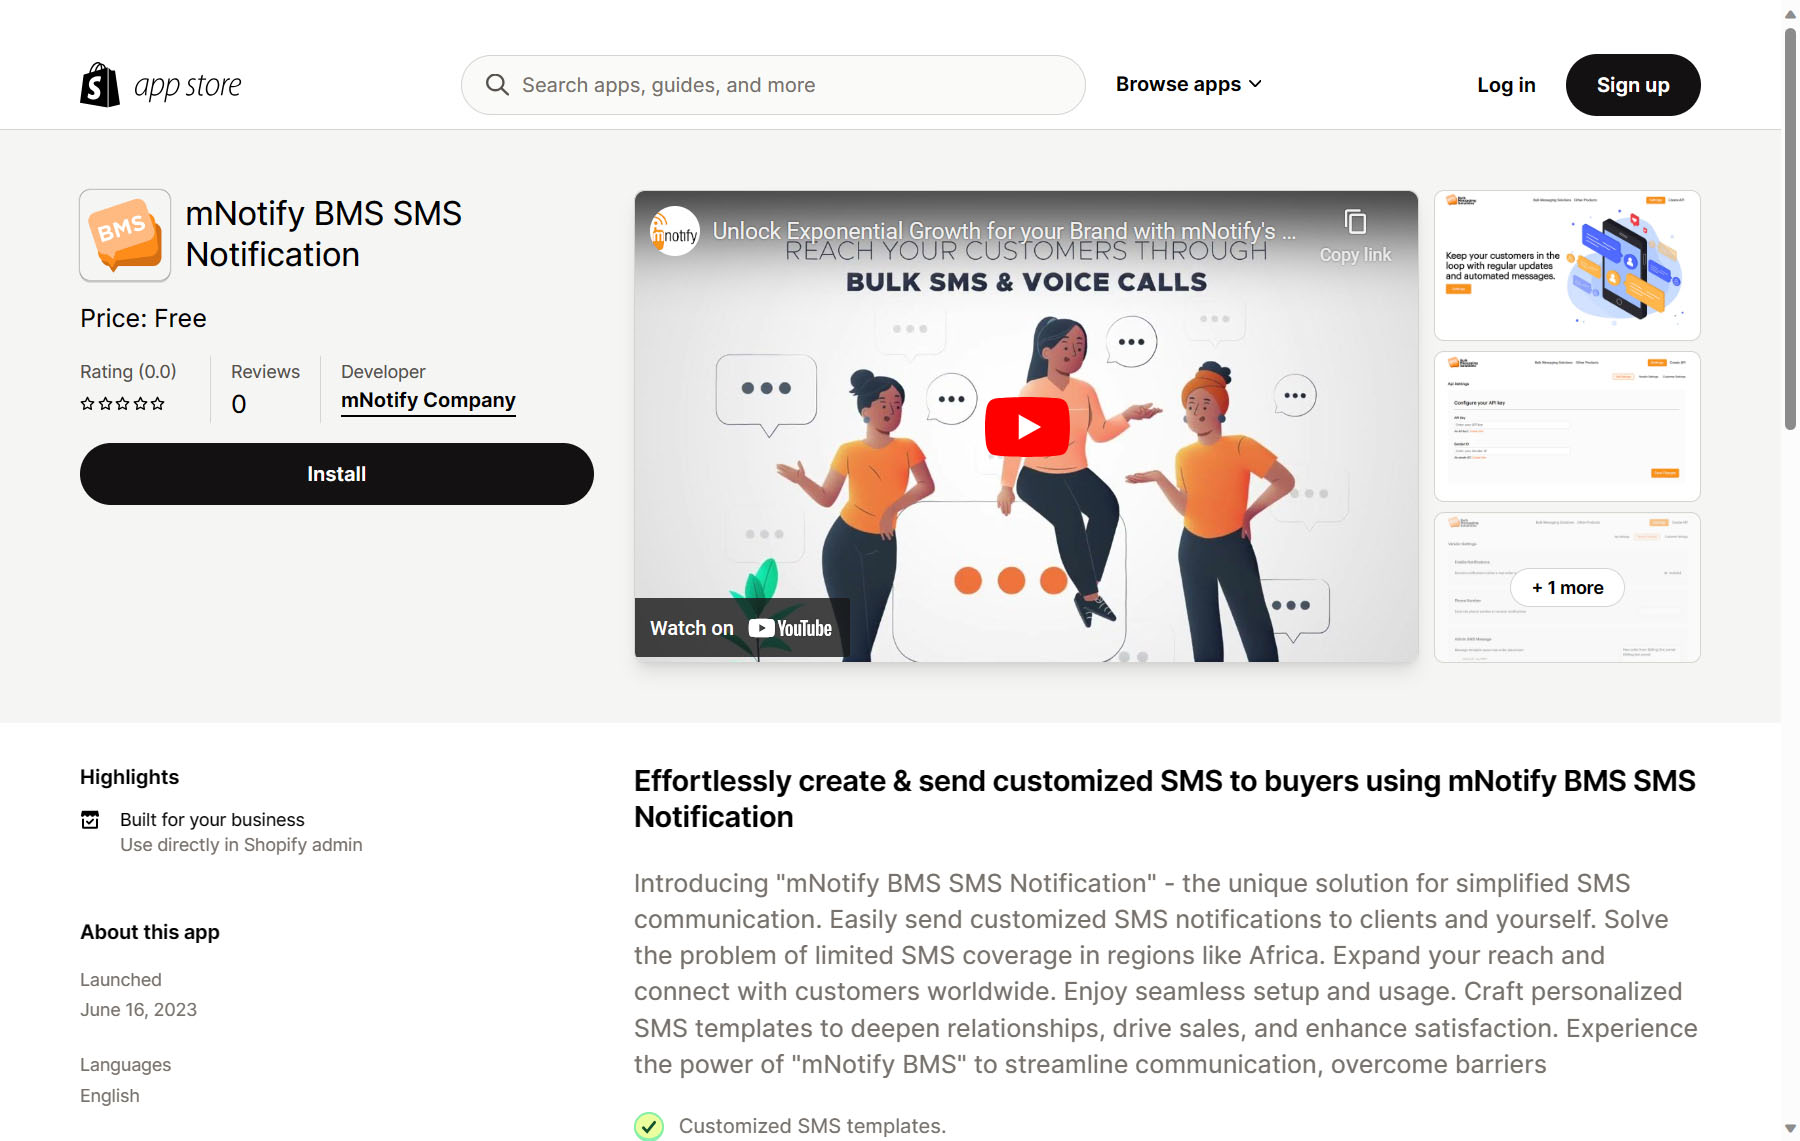 app store
Search apps, guides, and more
Browse apps
Log in
Sign up
BMS
mNotify BMS SMS
Notification
Price: Free
Rating (0.0)
Reviews
0
Developer
mNotify Company
Install
mnotify
Unlock Exponential Growth for your Brand with mNotify's ...
Copy link
REACH YOUR CUSTOMERS THROUGH
BULK SMS & VOICE CALLS
Watch on YouTube
Keep your customers in the
loop with regular updates
and automated messages.
Configure your API key
+ 1 more
Highlights
Built for your business
Use directly in Shopify admin
About this app
Launched
June 16, 2023
Languages
English
Effortlessly create & send customized SMS to buyers using mNotify BMS SMS
Notification
Introducing "mNotify BMS SMS Notification" - the unique solution for simplified SMS
communication. Easily send customized SMS notifications to clients and yourself. Solve
the problem of limited SMS coverage in regions like Africa. Expand your reach and
connect with customers worldwide. Enjoy seamless setup and usage. Craft personalized
SMS templates to deepen relationships, drive sales, and enhance satisfaction. Experience
the power of "mNotify BMS" to streamline communication, overcome barriers
Customized SMS templates.